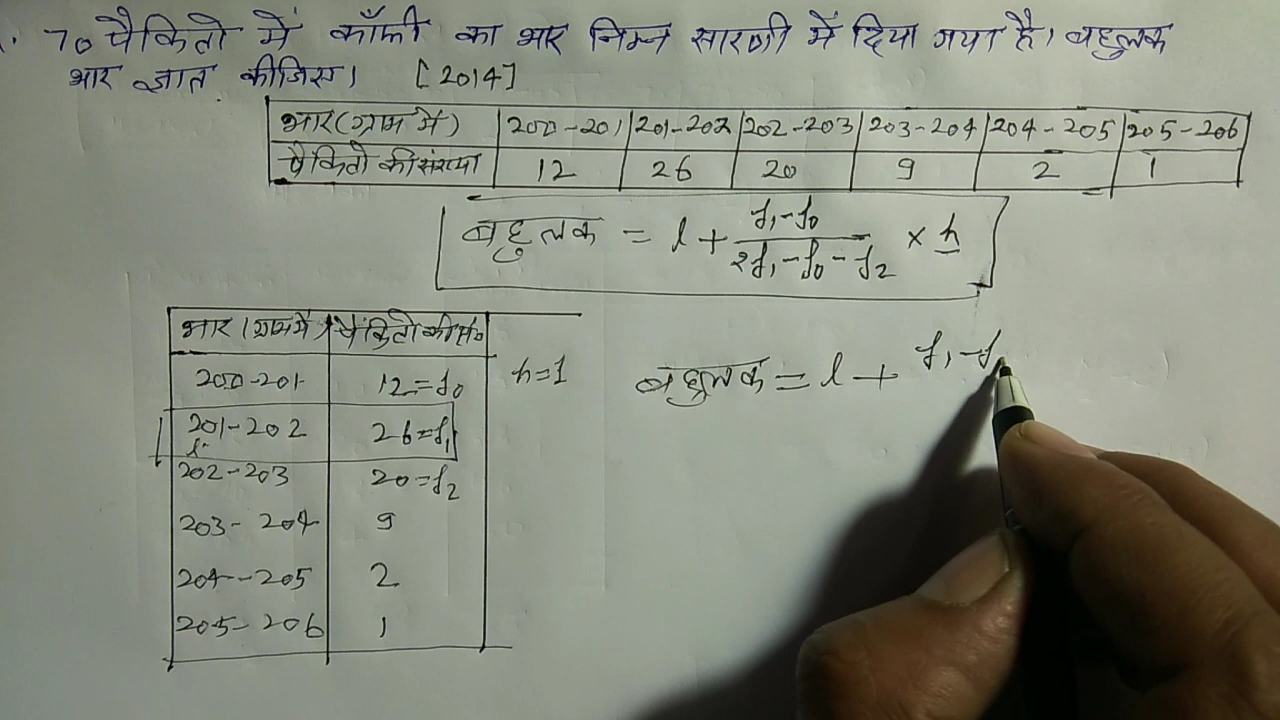 . 70 पैकिटो में कॉफी का भार निम्न सारणी में दिया गया है। बहुलक
भार ज्ञात कीजिए। [2014]
भार(ग्राम में) 200-201 201-202 202-203 203-204 204-205 205-206
पैकितो की संख्या 12 26 20 9 2 1
बहुलक = l + f₁-f₀ / 2f₁-f₀-f₂ × h
भार (ग्राम में) पैकितो की सं०
200-201 12=f₀ h=1
201-202 26=f₁
l
202-203 20=f₂
203-204 9
204-205 2
205-206 1
बहुलक = l + f₁-f